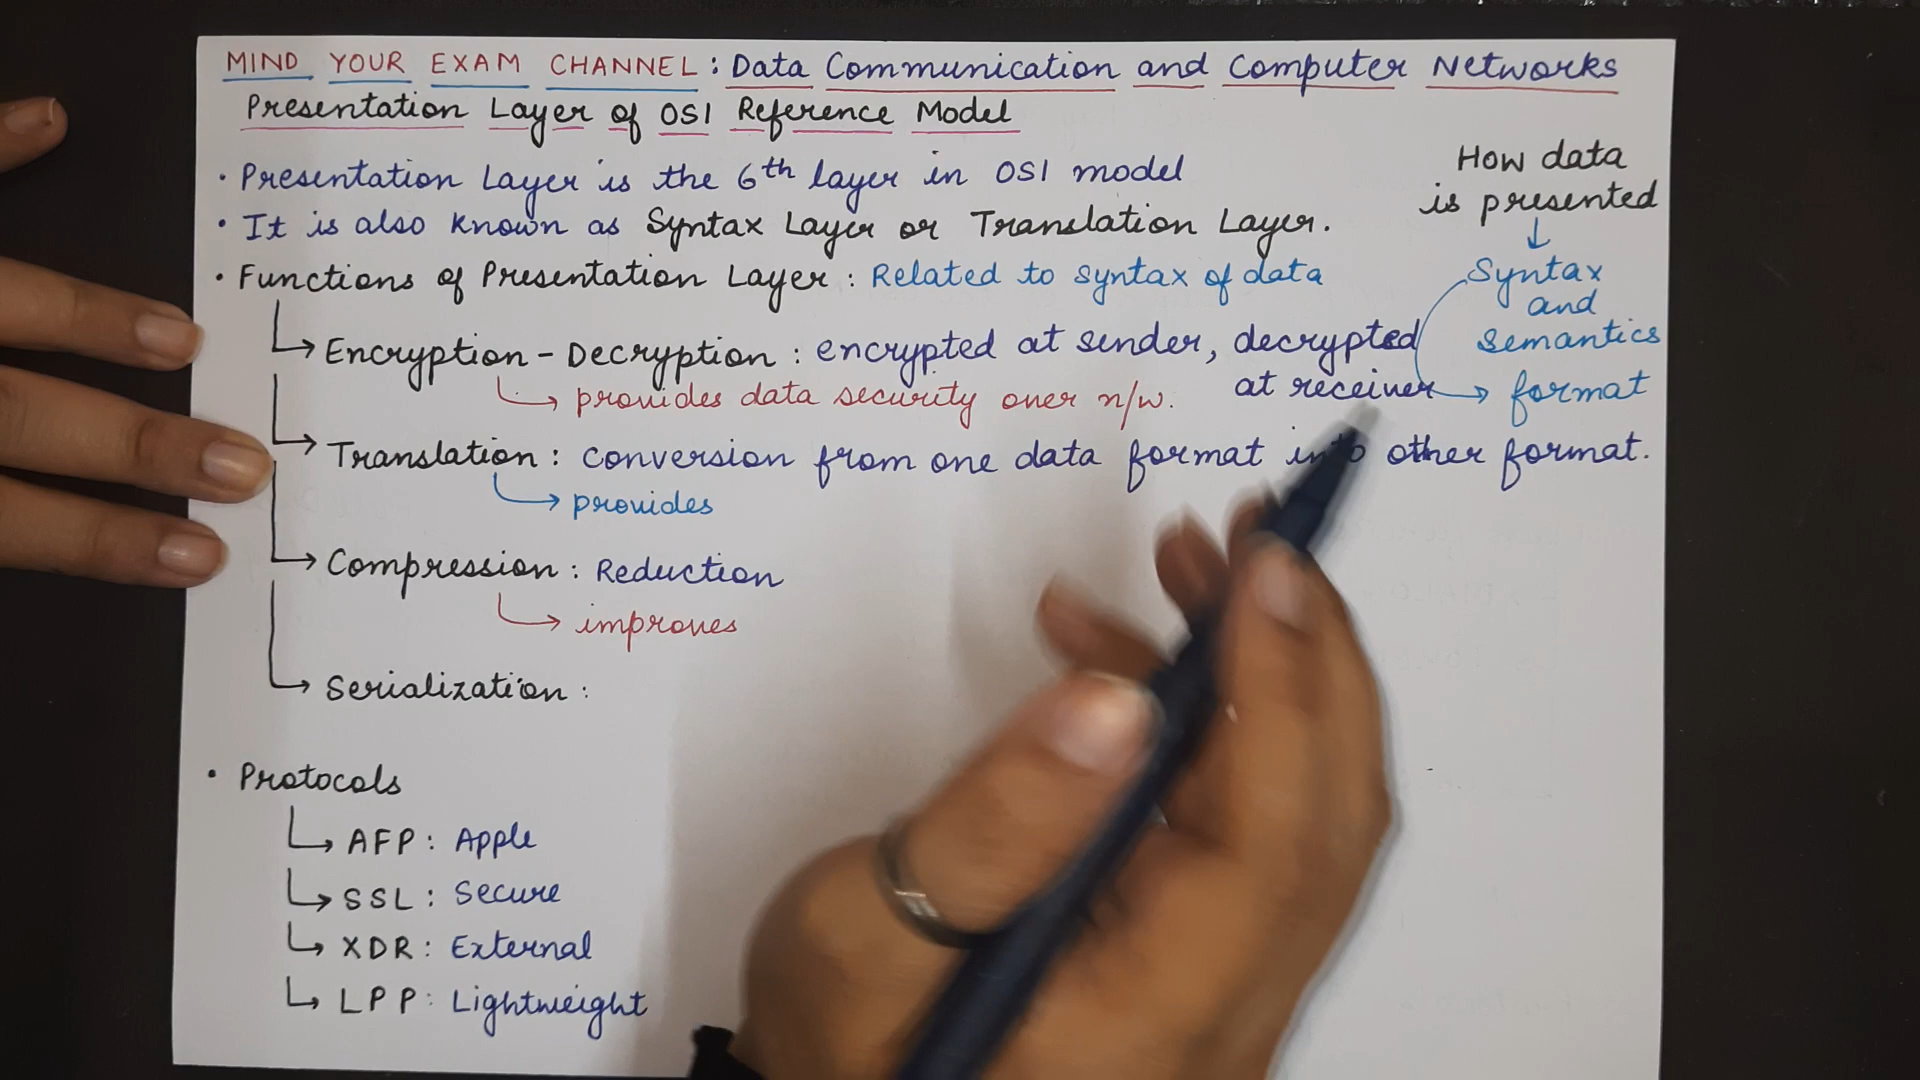 MIND YOUR EXAM CHANNEL : Data Communication and Computer Networks
Presentation Layer of OSI Reference Model
• Presentation Layer is the 6th layer in OSI model
• It is also known as Syntax Layer or Translation Layer.
How data
is presented
↓
Syntax
and
semantics
→ format
• Functions of Presentation Layer : Related to syntax of data
→ Encryption - Decryption : encrypted at sender, decrypted
at receiver
→ provides data security over n/w.
→ Translation : conversion from one data format into other format.
→ provides
→ Compression : Reduction
→ improves
→ Serialization :
• Protocols
→ AFP : Apple
→ SSL : Secure
→ XDR : External
→ LPP : Lightweight